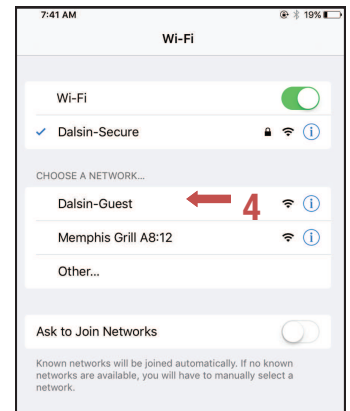 7:41 AM 19%
Wi-Fi
Wi-Fi
Dalsin-Secure
CHOOSE A NETWORK...
Dalsin-Guest 4
Memphis Grill A8:12
Other...
Ask to Join Networks
Known networks will be joined automatically. If no known
networks are available, you will have to manually select a
network.